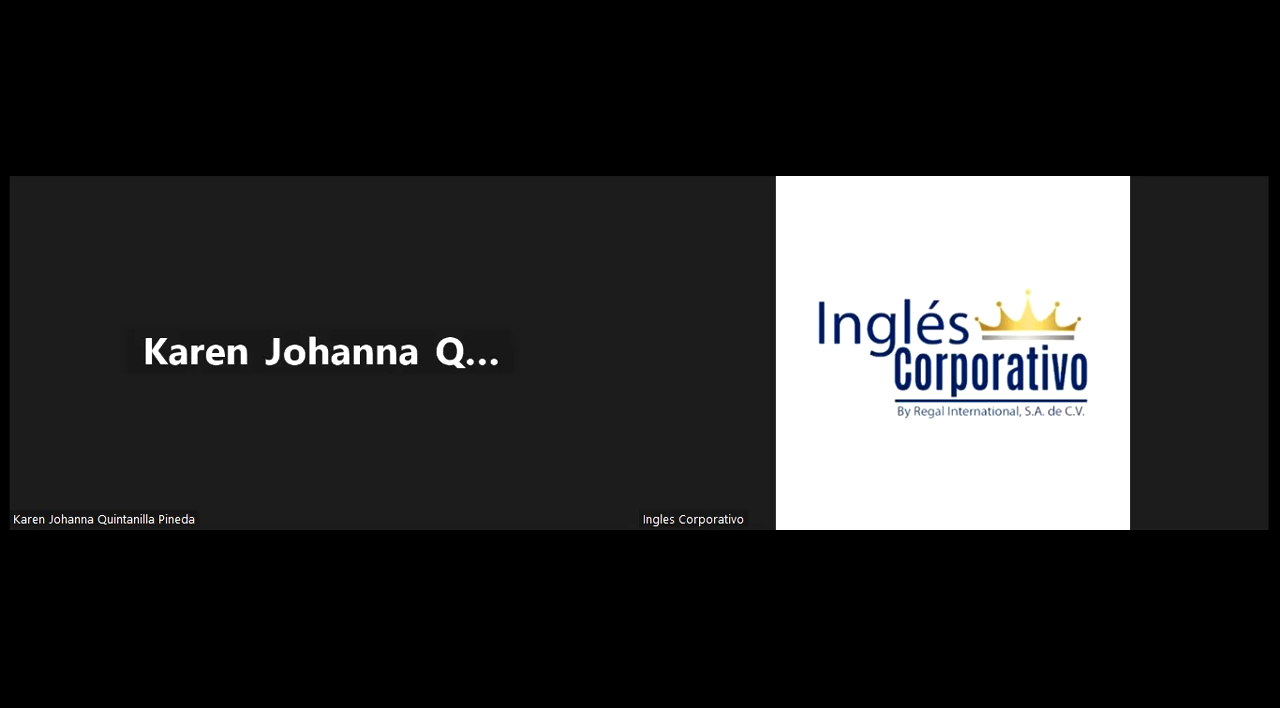 Karen Johanna Q...
Karen Johanna Quintanilla Pineda
Ingles Corporativo
Inglés
Corporativo
By Regal International, S.A. de C.V.